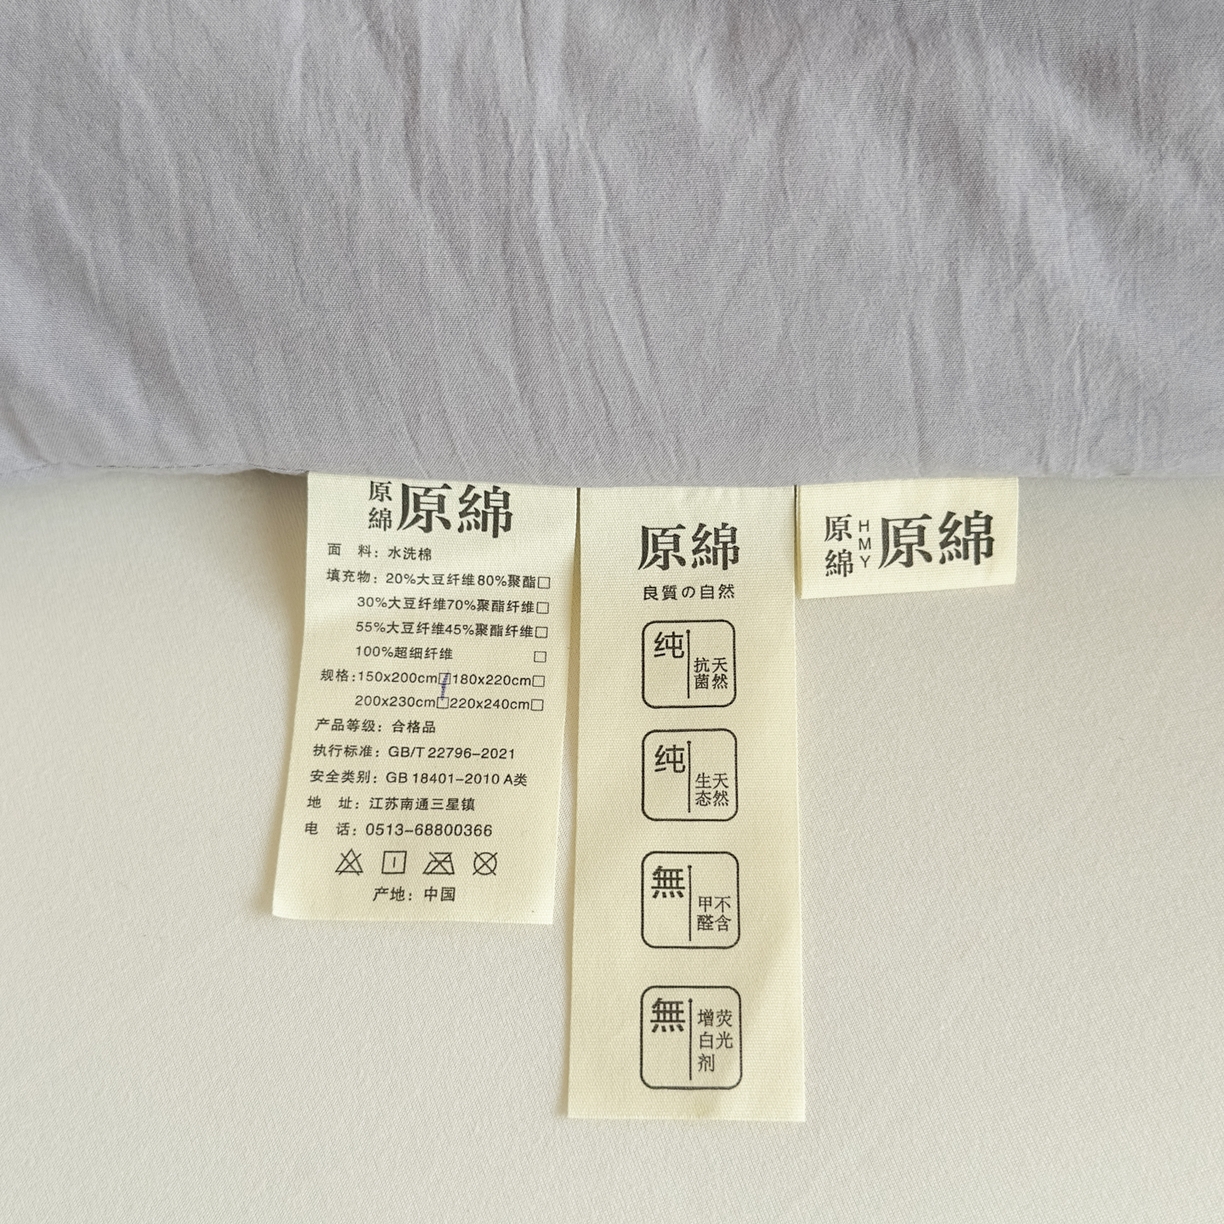 原綿 原綿
面 料：水洗棉
填充物：20%大豆纤维80%聚酯□
30%大豆纤维70%聚酯纤维□
55%大豆纤维45%聚酯纤维□
100%超细纤维 □
规格：150x200cm□180x220cm□
200x230cm□220x240cm□
产品等级：合格品
执行标准：GB/T 22796-2021
安全类别：GB 18401-2010 A类
地 址：江苏南通三星镇
电 话：0513-68800366
产地：中国
原綿
良質の自然
纯
天然
抗菌
纯
天然
生态
無
不含
甲醛
無
荧光
增白剂
原綿 HMY 原綿